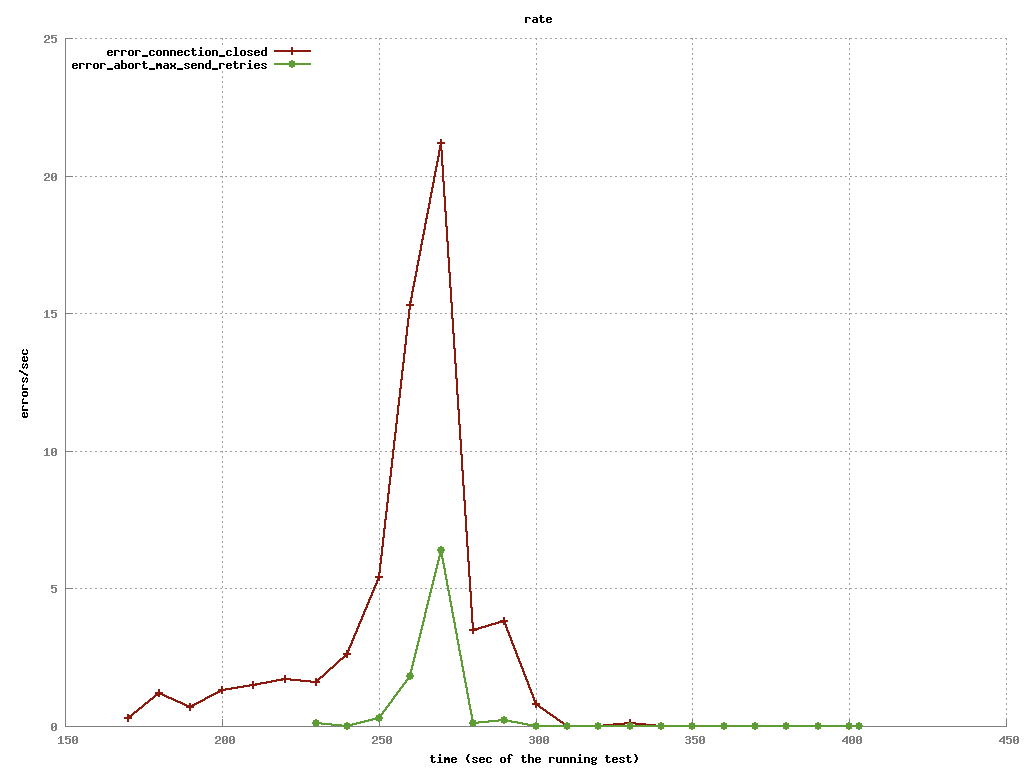 rate
error_connection_closed
error_abort_max_send_retries
25
20
15
10
5
0
errors/sec
150 200 250 300 350 400 450
time (sec of the running test)